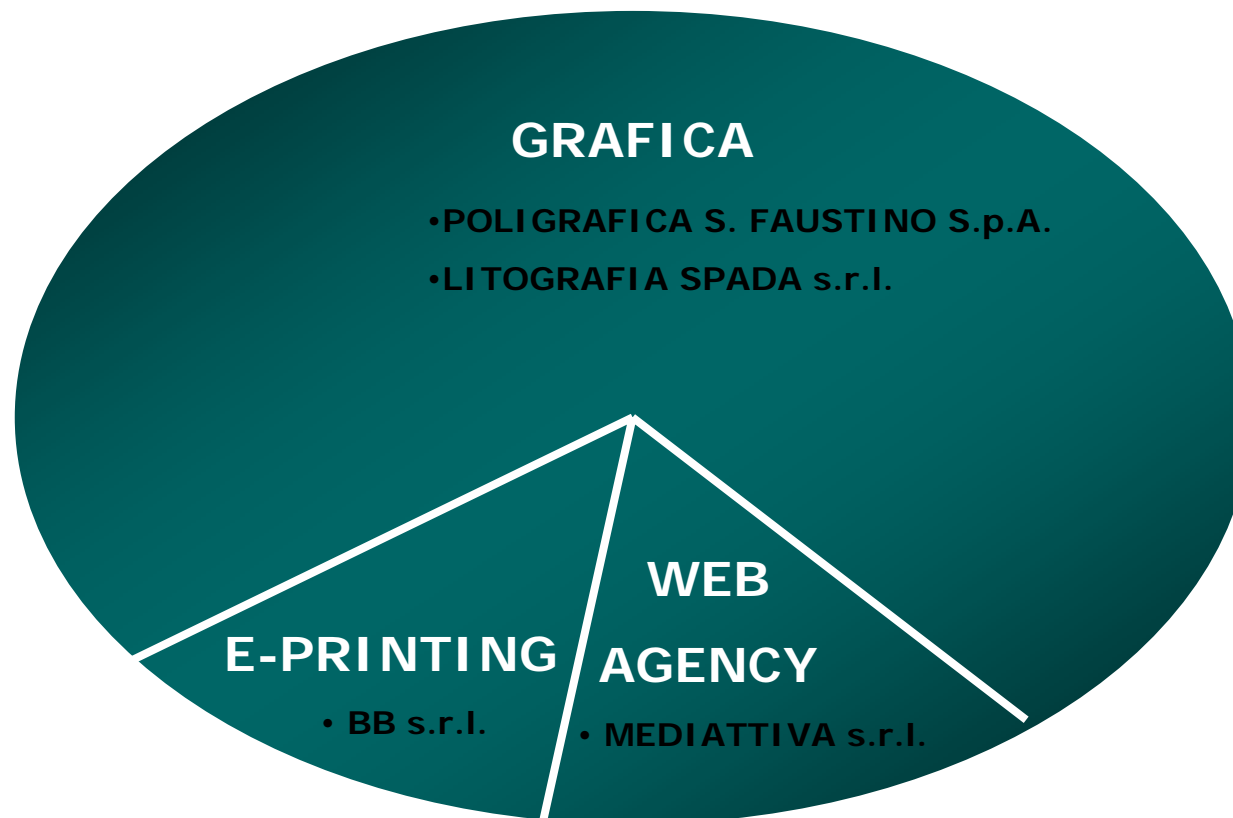 GRAFICA
•POLIGRAFICA S. FAUSTINO S.p.A.
•LITOGRAFIA SPADA s.r.l.
WEB
AGENCY
E-PRINTING
• BB s.r.l.
• MEDIATTIVA s.r.l.